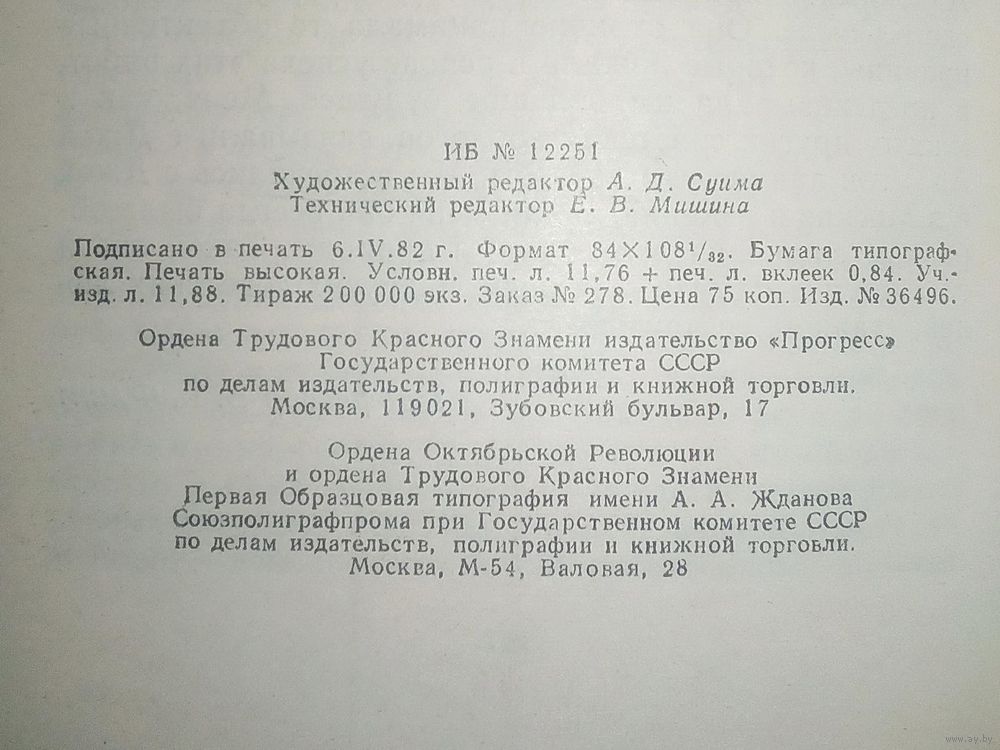 ИБ № 12251
Художественный редактор А. Д. Суима
Технический редактор Е. В. Мишина
Подписано в печать 6.IV.82 г. Формат 84×108¹/₃₂. Бумага типограф-
ская. Печать высокая. Условн. печ. л. 11,76 + печ. л. вклеек 0,84. Уч.-
изд. л. 11,88. Тираж 200 000 экз. Заказ № 278. Цена 75 коп. Изд. № 36496.
Ордена Трудового Красного Знамени издательство «Прогресс»
Государственного комитета СССР
по делам издательств, полиграфии и книжной торговли.
Москва, 119021, Зубовский бульвар, 17
Ордена Октябрьской Революции
и ордена Трудового Красного Знамени
Первая Образцовая типография имени А. А. Жданова
Союзполиграфпрома при Государственном комитете СССР
по делам издательств, полиграфии и книжной торговли.
Москва, М-54, Валовая, 28
www.ay.by